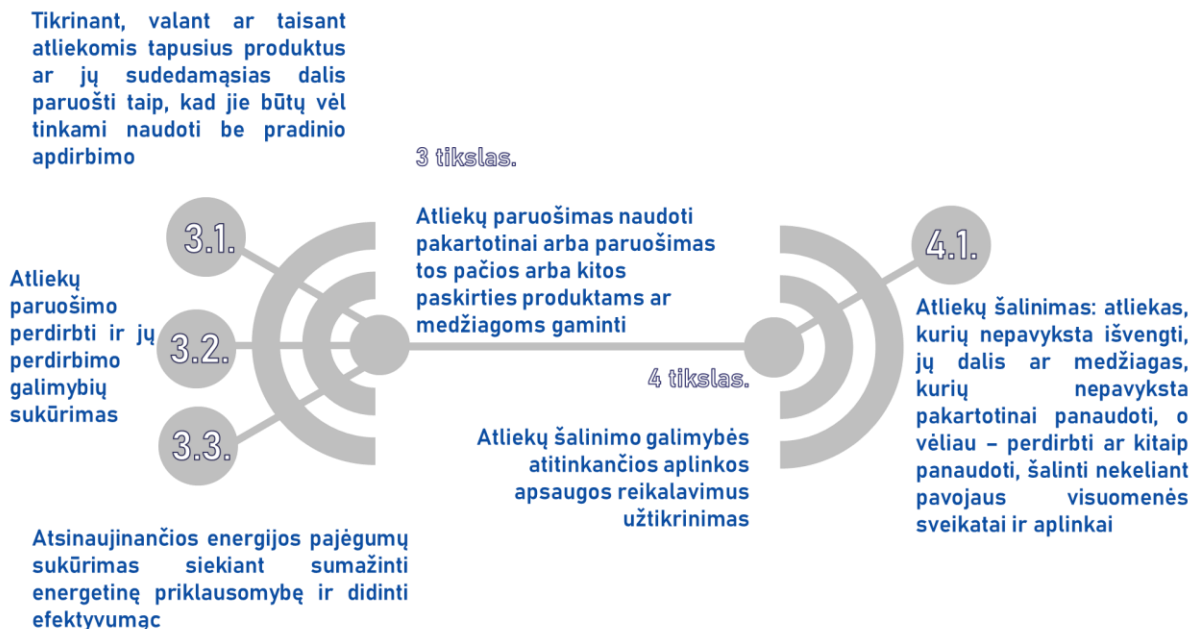 Tikrinant, valant ar taisant
atliekomis tapusius produktus
ar jų sudedamąsias dalis
paruošti taip, kad jie būtų vėl
tinkami naudoti be pradinio
apdirbimo
3.1.
Atliekų
paruošimo
perdirbti ir jų
perdirbimo
galimybių
sukūrimas
3.2.
3.3.
Atsinaujinančios energijos pajėgumų
sukūrimas siekiant sumažinti
energetinę priklausomybę ir didinti
efektyvumąc
3 tikslas.
Atliekų paruošimas naudoti
pakartotinai arba paruošimas
tos pačios arba kitos
paskirties produktams ar
medžiagoms gaminti
4 tikslas.
Atliekų šalinimo galimybės
atitinkančios aplinkos
apsaugos reikalavimus
užtikrinimas
4.1.
Atliekų šalinimas: atliekas,
kurių nepavyksta išvengti,
jų dalis ar medžiagas,
kurių nepavyksta
pakartotinai panaudoti, o
vėliau – perdirbti ar kitaip
panaudoti, šalinti nekeliant
pavojaus visuomenės
sveikatai ir aplinkai